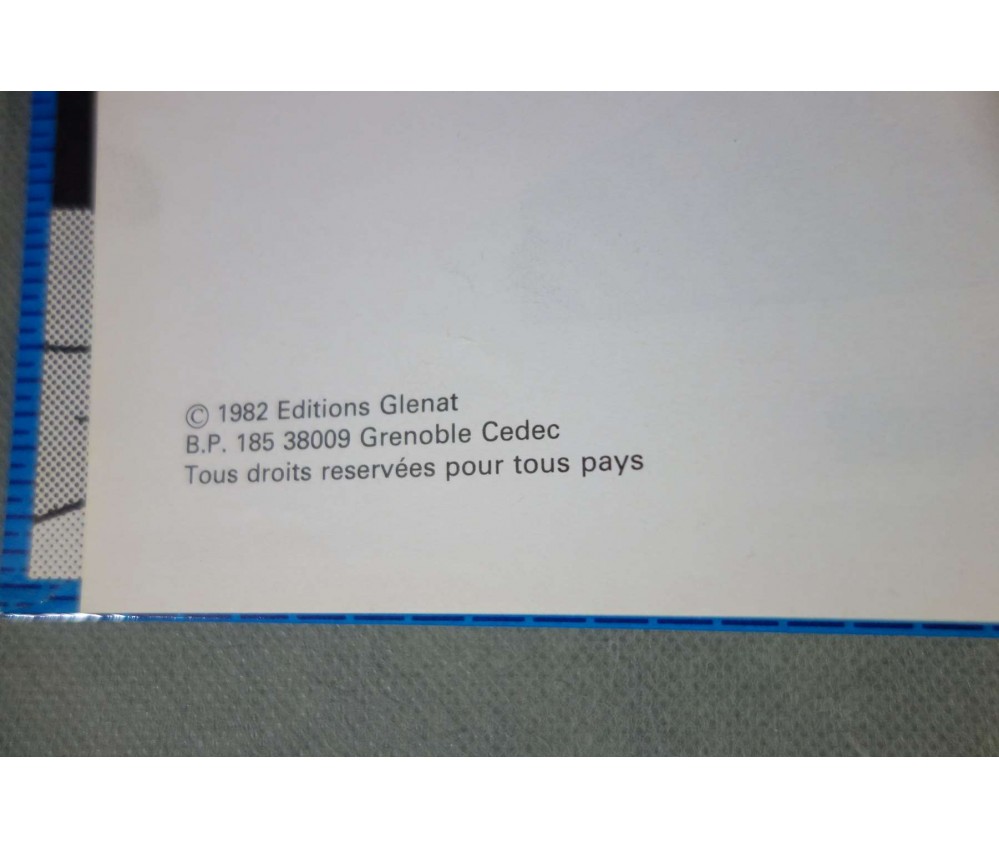 © 1982 Editions Glenat
B.P. 185 38009 Grenoble Cedec
Tous droits reservées pour tous pays